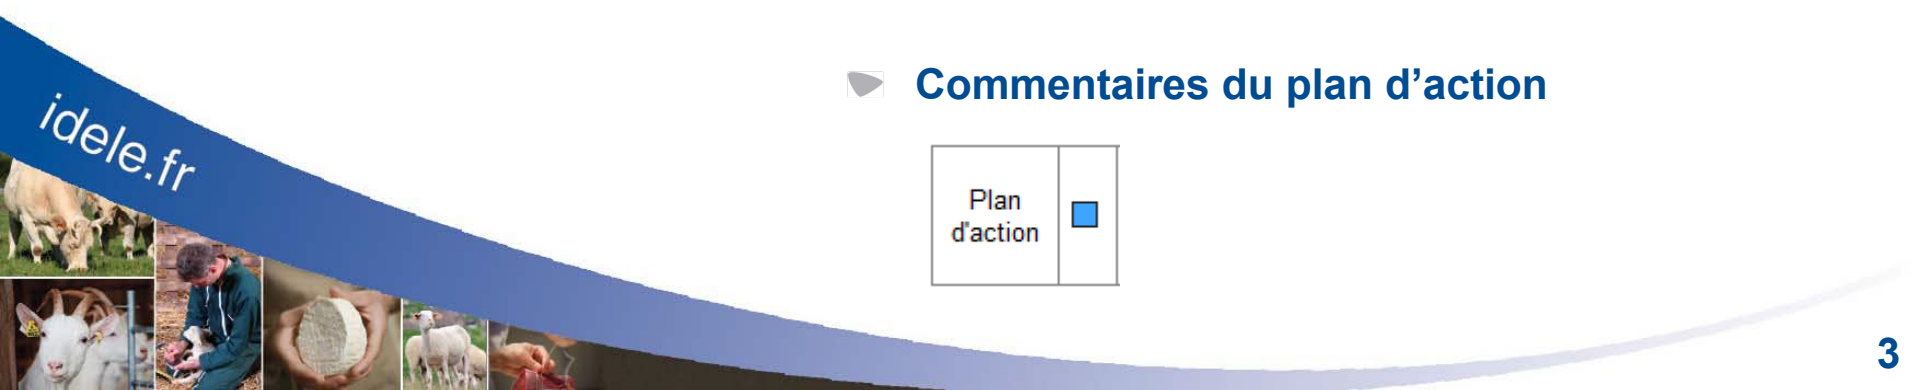 Commentaires du plan d’action
idele.fr
Plan
d'action
3